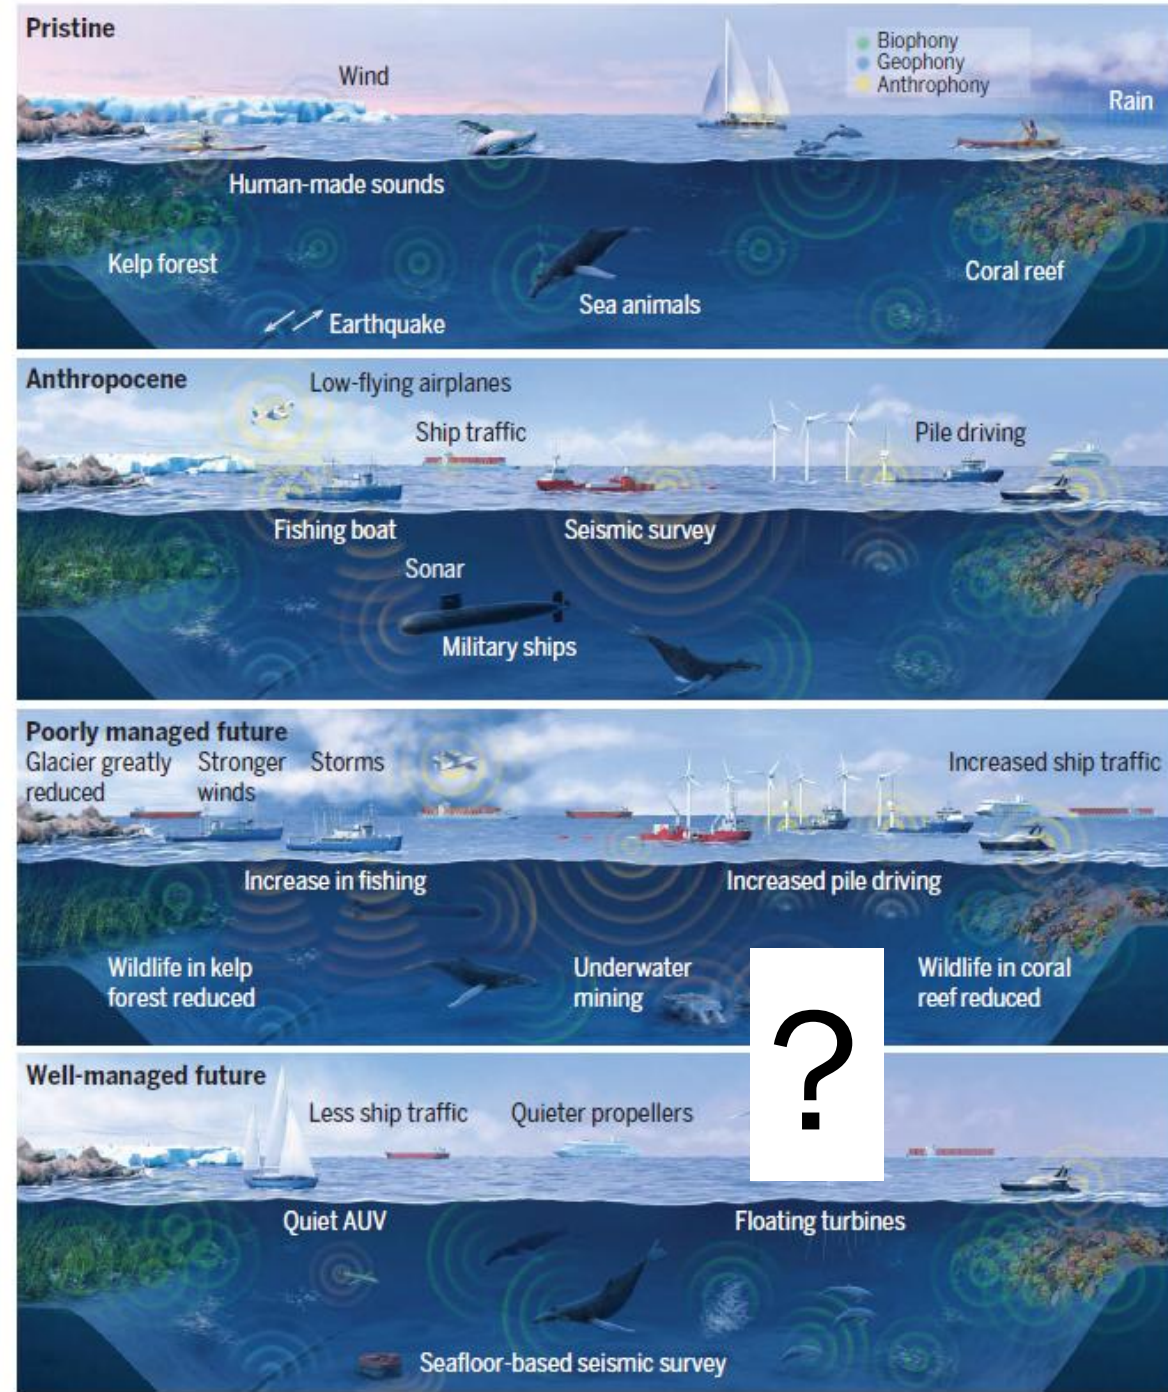 Pristine
Biophony
Geophony
Anthrophony
Wind
Rain
Human-made sounds
Kelp forest
Coral reef
Sea animals
Earthquake
Anthropocene
Low-flying airplanes
Ship traffic
Pile driving
Fishing boat
Seismic survey
Sonar
Military ships
Poorly managed future
Glacier greatly
reduced
Stronger
winds
Storms
Increased ship traffic
Increase in fishing
Increased pile driving
Wildlife in kelp
forest reduced
Underwater
mining
Wildlife in coral
reef reduced
?
Well-managed future
Less ship traffic
Quieter propellers
Quiet AUV
Floating turbines
Seafloor-based seismic survey